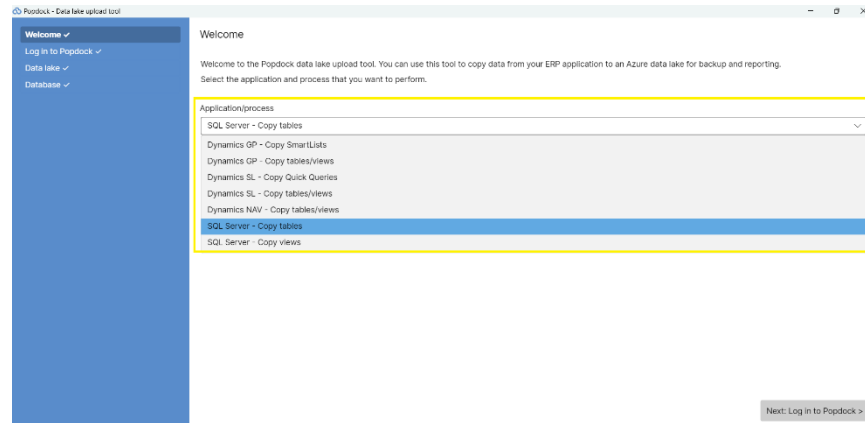 Popdock - Data lake upload tool
Welcome ✓
Log in to Popdock ✓
Data lake ✓
Database ✓
Welcome
Welcome to the Popdock data lake upload tool. You can use this tool to copy data from your ERP application to an Azure data lake for backup and reporting.
Select the application and process that you want to perform.
Application/process
SQL Server - Copy tables
Dynamics GP - Copy SmartLists
Dynamics GP - Copy tables/views
Dynamics SL - Copy Quick Queries
Dynamics SL - Copy tables/views
Dynamics NAV - Copy tables/views
SQL Server - Copy tables
SQL Server - Copy views
Next: Log in to Popdock >